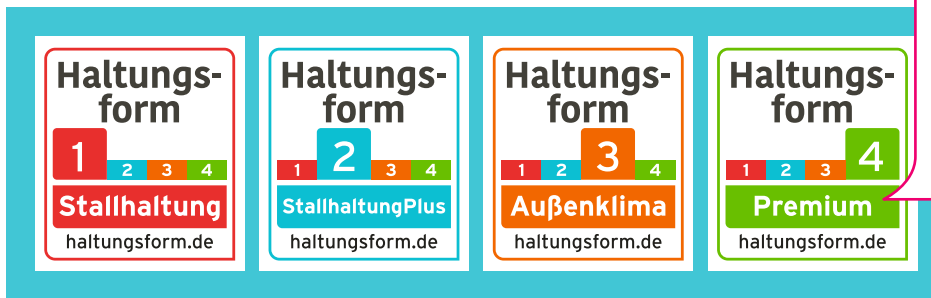 Haltungs-
form
1 2 3 4
Stallhaltung
haltungsform.de
Haltungs-
form
1 2 3 4
StallhaltungPlus
haltungsform.de
Haltungs-
form
1 2 3 4
Außenklima
haltungsform.de
Haltungs-
form
1 2 3 4
Premium
haltungsform.de